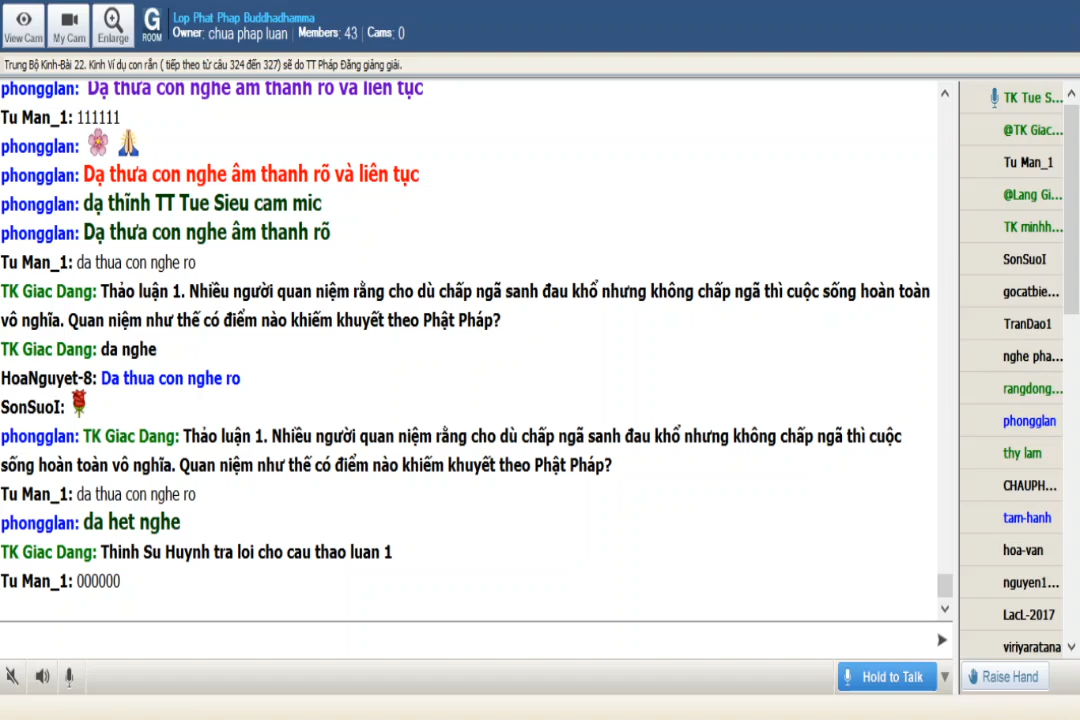 View Cam
My Cam
Enlarge
G
ROOM
Lop Phat Phap Buddhadhamma
Owner: chua phap luan | Members: 43 | Cams: 0
Trung Bộ Kinh-Bài 22. Kinh Ví dụ con rắn ( tiếp theo từ câu 324 đến 327) sẽ do TT Pháp Đăng giảng giải.
phongglan: Dạ thưa con nghe âm thanh rõ và liên tục
Tu Man_1: 111111
phongglan:
phongglan: Dạ thưa con nghe âm thanh rõ và liên tục
phongglan: dạ thĩnh TT Tue Sieu cam mic
phongglan: Dạ thưa con nghe âm thanh rõ
Tu Man_1: da thua con nghe ro
TK Giac Dang: Thảo luận 1. Nhiều người quan niệm rằng cho dù chấp ngã sanh đau khổ nhưng không chấp ngã thì cuộc sống hoàn toàn
vô nghĩa. Quan niệm như thế có điểm nào khiếm khuyết theo Phật Pháp?
TK Giac Dang: da nghe
HoaNguyet-8: Da thua con nghe ro
SonSuoI:
phongglan: TK Giac Dang: Thảo luận 1. Nhiều người quan niệm rằng cho dù chấp ngã sanh đau khổ nhưng không chấp ngã thì cuộc
sống hoàn toàn vô nghĩa. Quan niệm như thế có điểm nào khiếm khuyết theo Phật Pháp?
Tu Man_1: da thua con nghe ro
phongglan: da het nghe
TK Giac Dang: Thinh Su Huynh tra loi cho cau thao luan 1
Tu Man_1: 000000
TK Tue S...
@TK Giac...
Tu Man_1
@Lang Gi...
TK minhh...
SonSuoI
gocatbie...
TranDao1
nghe pha...
rangdong...
phongglan
thy lam
CHAUPH...
tam-hanh
hoa-van
nguyen1...
LacL-2017
viriyaratana
Hold to Talk
Raise Hand